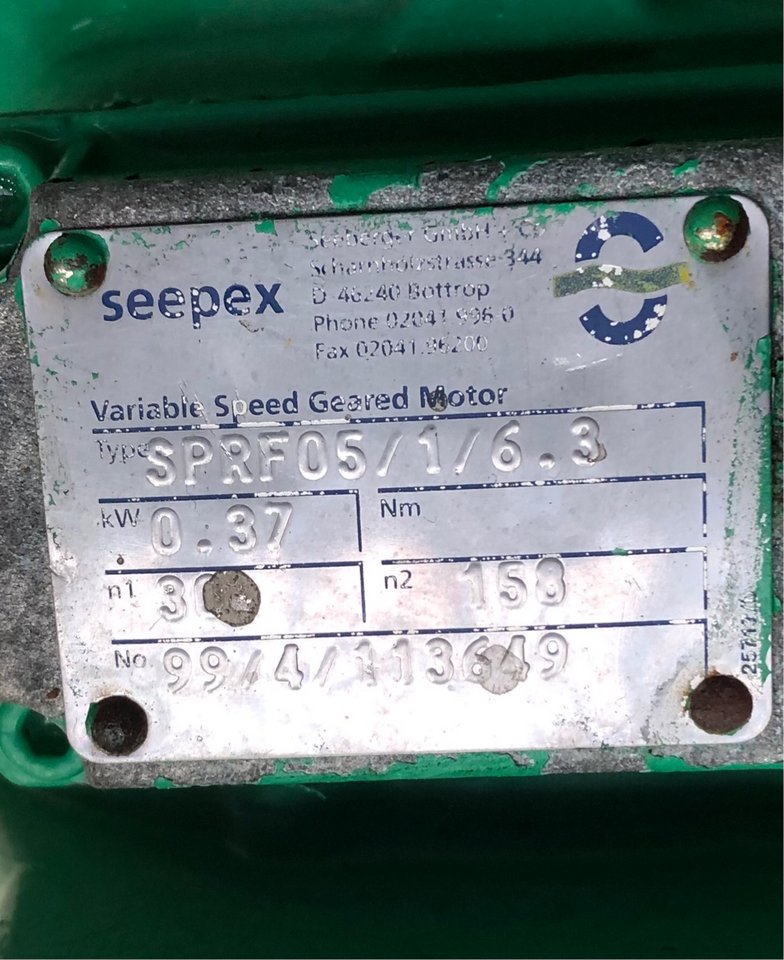 seepex
Seeberger GmbH + Co
Scharnhölzstrasse 344
D 46240 Bottrop
Phone 02041.996-0
Fax 02041.96200
Variable Speed Geared Motor
Type SPRF05/1/6.3
kW 0.37 Nm
n1 n2 158
No 99/4/113649